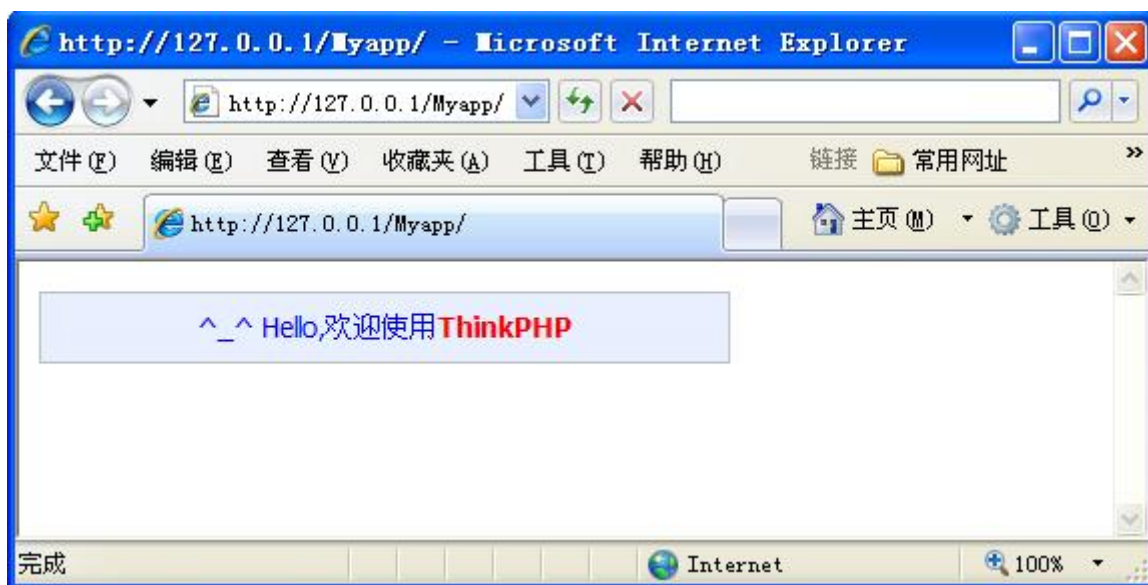 http://127.0.0.1/Myapp/ - Microsoft Internet Explorer
http://127.0.0.1/Myapp/
文件(F) 编辑(E) 查看(V) 收藏夹(A) 工具(T) 帮助(H) 链接 常用网址 »
http://127.0.0.1/Myapp/ 主页(M) 工具(O)
^_^ Hello,欢迎使用ThinkPHP
完成 Internet 100%